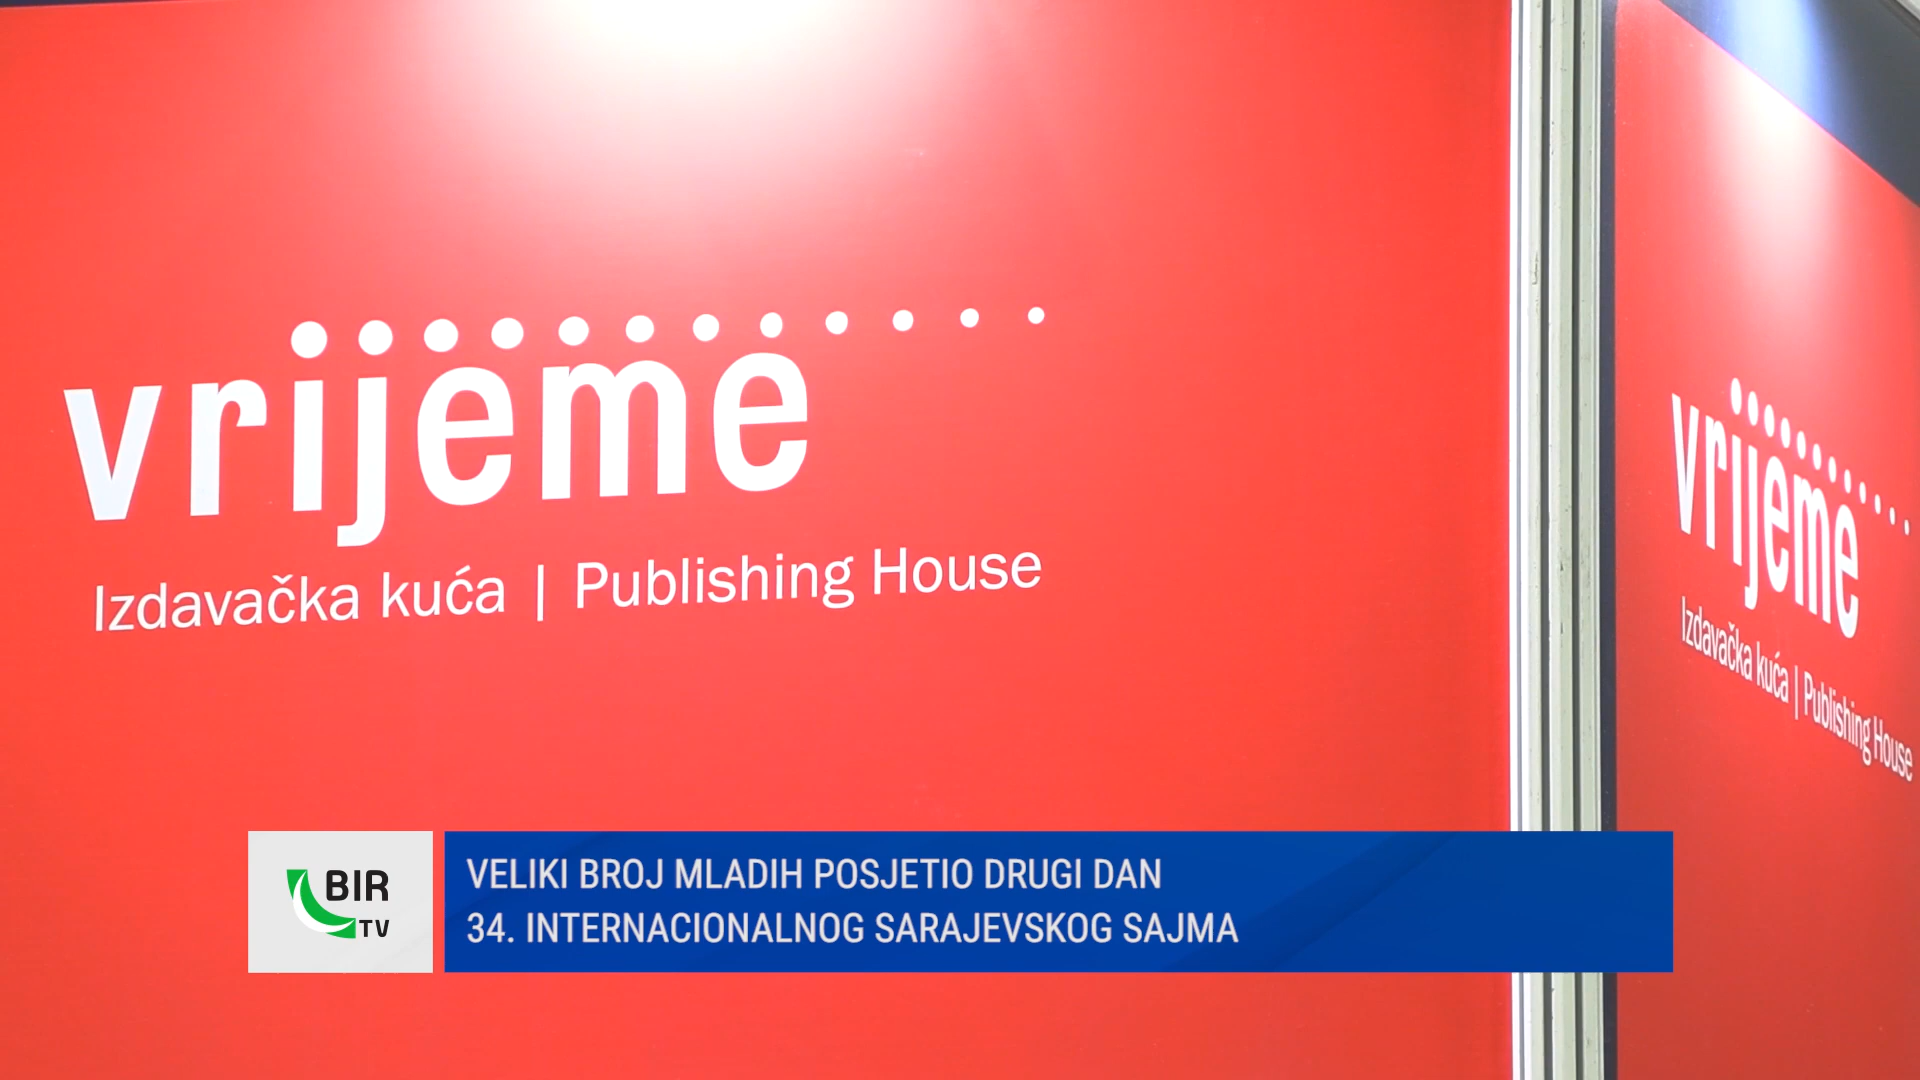 vrijeme
Izdavačka kuća | Publishing House
vrijeme
Izdavačka kuća | Publishing House
BIR
TV
VELIKI BROJ MLADIH POSJETIO DRUGI DAN
34. INTERNACIONALNOG SARAJEVSKOG SAJMA